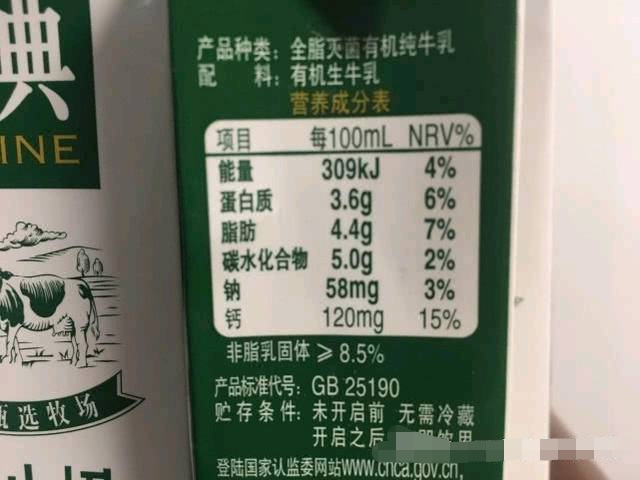 典
INE
甄选牧场
产品种类：全脂灭菌有机纯牛乳
配 料：有机生牛乳
营养成分表
项目 每100mL NRV%
能量 309kJ 4%
蛋白质 3.6g 6%
脂肪 4.4g 7%
碳水化合物 5.0g 2%
钠 58mg 3%
钙 120mg 15%
非脂乳固体 ≥ 8.5%
产品标准代号：GB 25190
贮存条件：未开启前 无需冷藏
开启之后
登陆国家认监委网站www.cnca.gov.cn,